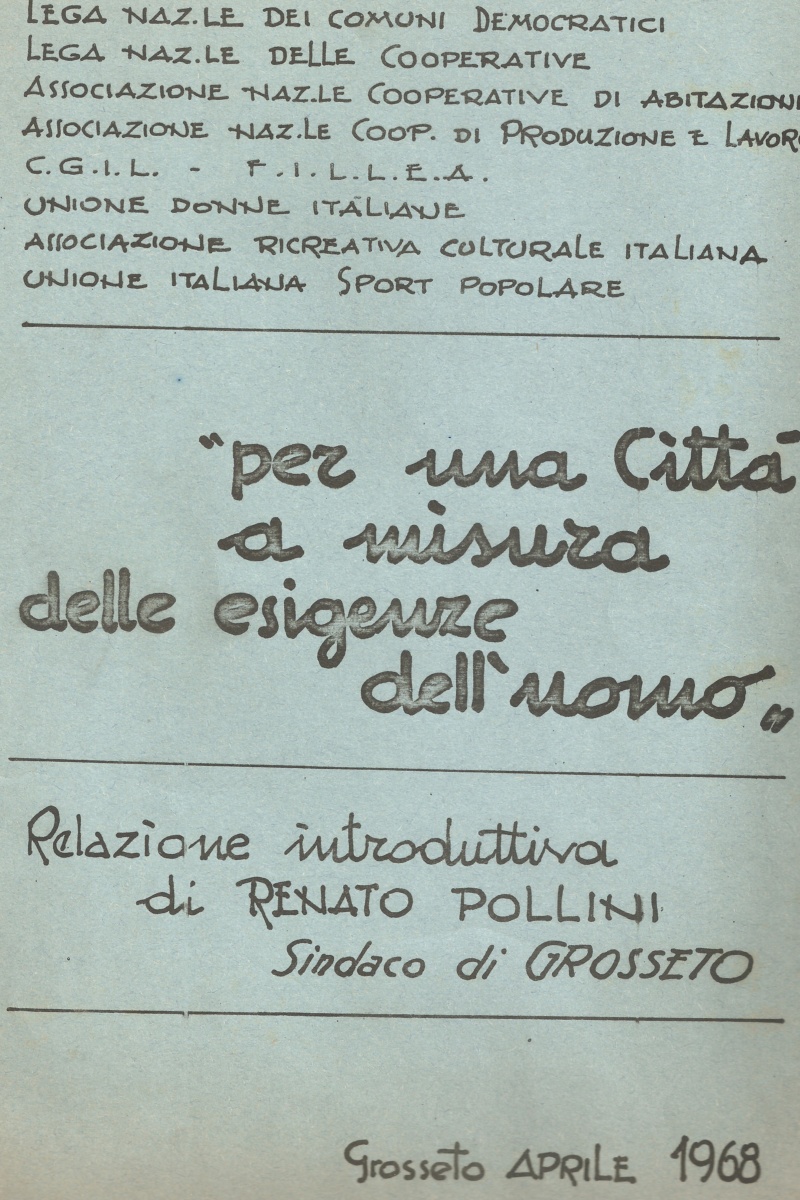 LEGA NAZ.LE DEI COMUNI DEMOCRATICI
LEGA NAZ.LE DELLE COOPERATIVE
ASSOCIAZIONE NAZ.LE COOPERATIVE DI ABITAZIONE
ASSOCIAZIONE NAZ.LE COOP. DI PRODUZIONE E LAVORO
C.G.I.L. - F.I.L.L.E.A.
UNIONE DONNE ITALIANE
ASSOCIAZIONE RICREATIVA CULTURALE ITALIANA
UNIONE ITALIANA SPORT POPOLARE
"per una Città
a misura
delle esigenze
dell'uomo"
Relazione introduttiva
di RENATO POLLINI
Sindaco di GROSSETO
Grosseto APRILE 1968